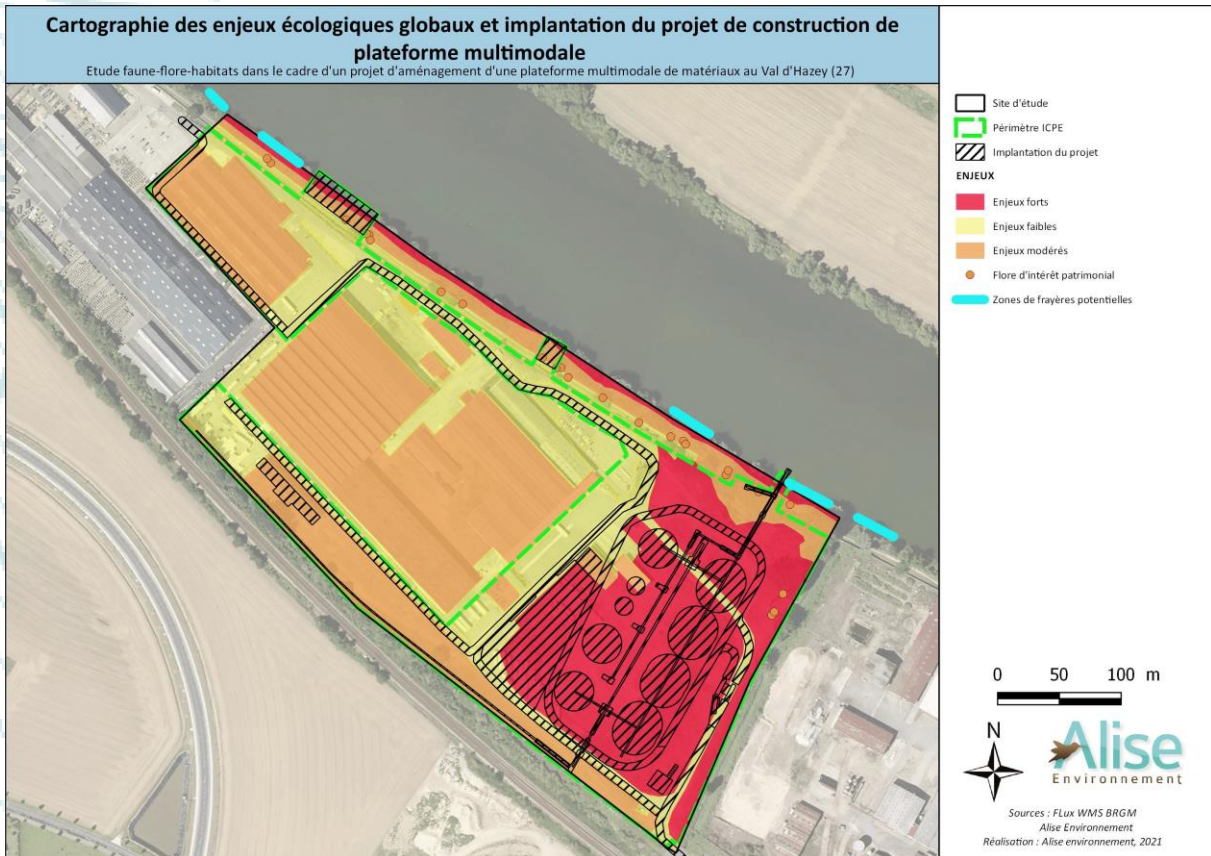 Cartographie des enjeux écologiques globaux et implantation du projet de construction de
plateforme multimodale
Etude faune-flore-habitats dans le cadre d'un projet d'aménagement d'une plateforme multimodale de matériaux au Val d'Hazey (27)
Site d'étude
Périmètre ICPE
Implantation du projet
ENJEUX
Enjeux forts
Enjeux faibles
Enjeux modérés
Flore d'intérêt patrimonial
Zones de frayères potentielles
0 50 100 m
N
Alise
Environnement
Sources : FLux WMS BRGM
Alise Environnement
Réalisation : Alise environnement, 2021